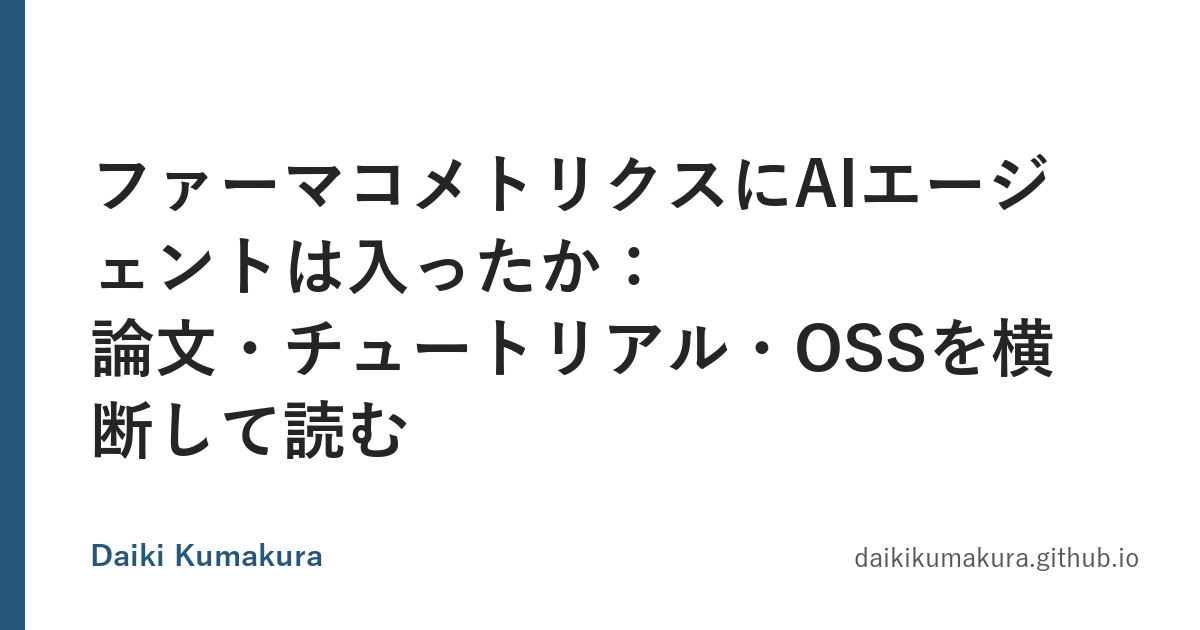 ファーマコメトリクスにAIエージ
ェントは入ったか：
論文・チュートリアル・OSSを横
断して読む
Daiki Kumakura
daikikumakura.github.io